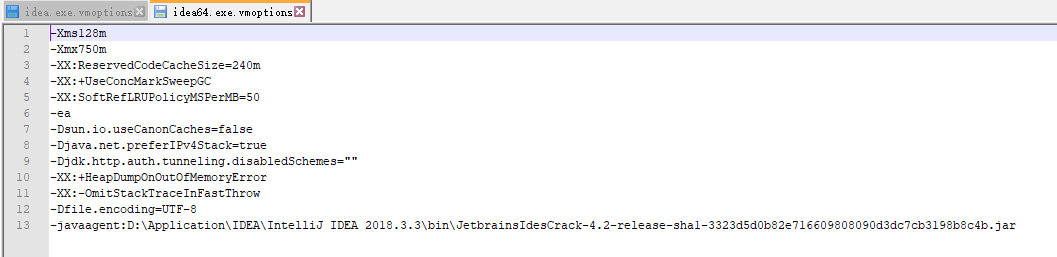 idea.exe.vmoptions idea64.exe.vmoptions
1 -Xms128m
2 -Xmx750m
3 -XX:ReservedCodeCacheSize=240m
4 -XX:+UseConcMarkSweepGC
5 -XX:SoftRefLRUPolicyMSPerMB=50
6 -ea
7 -Dsun.io.useCanonCaches=false
8 -Djava.net.preferIPv4Stack=true
9 -Djdk.http.auth.tunneling.disabledSchemes=""
10 -XX:+HeapDumpOnOutOfMemoryError
11 -XX:-OmitStackTraceInFastThrow
12 -Dfile.encoding=UTF-8
13 -javaagent:D:\Application\IDEA\IntelliJ IDEA 2018.3.3\bin\JetbrainsIdesCrack-4.2-release-sha1-3323d5d0b82e716609808090d3dc7cb3198b8c4b.jar